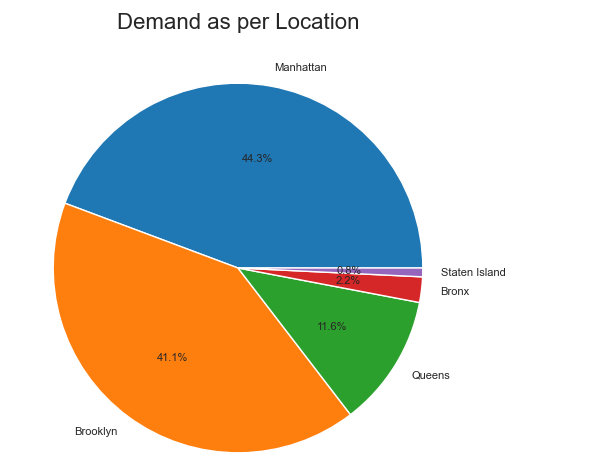 Demand as per Location
Manhattan
44.3%
0.8%
Staten Island
2.2%
Bronx
11.6%
41.1%
Queens
Brooklyn